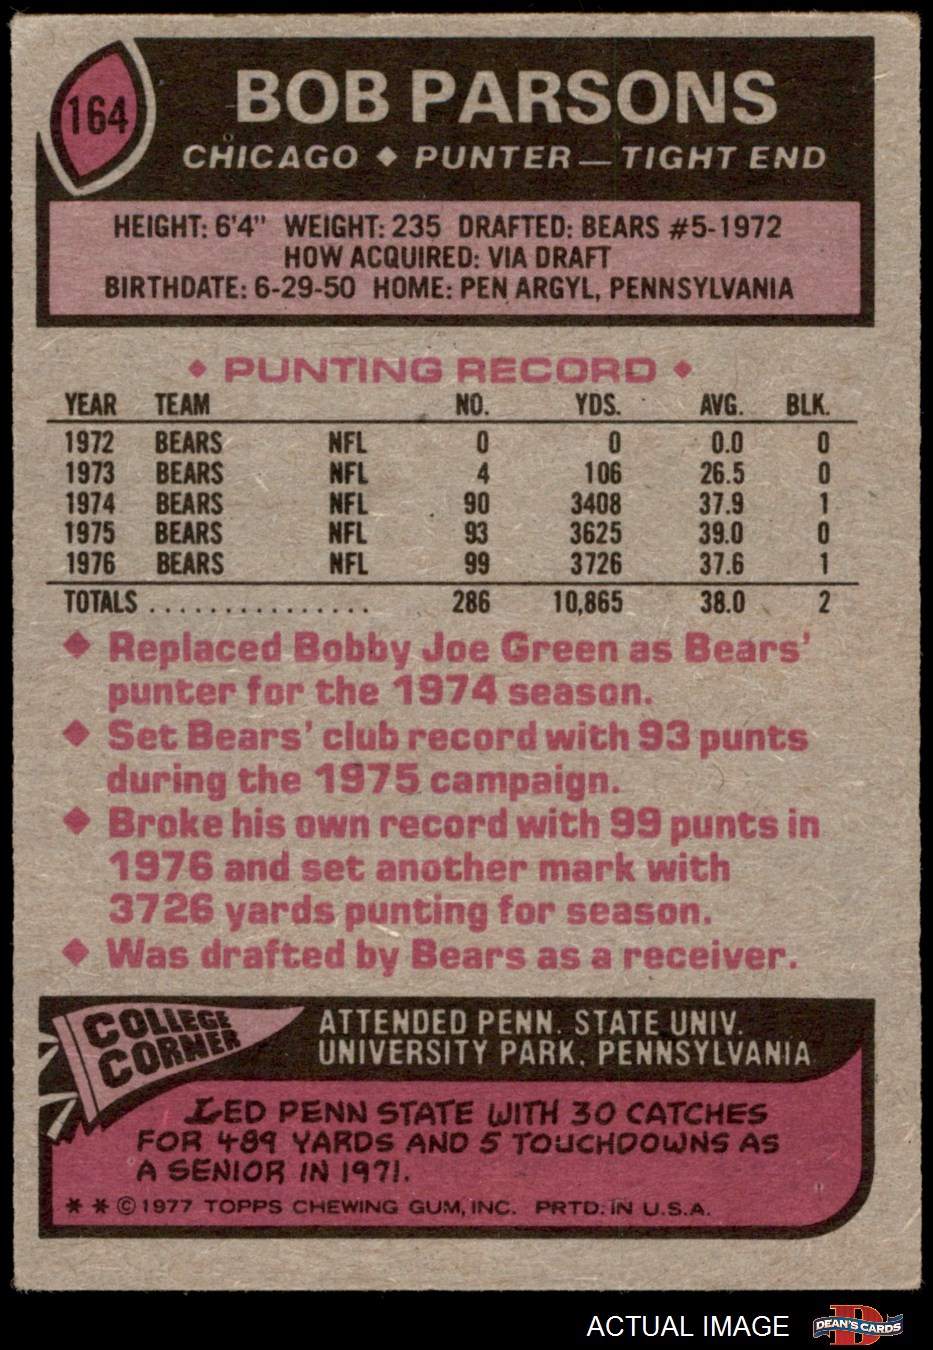 164
BOB PARSONS
CHICAGO ◆ PUNTER — TIGHT END
HEIGHT: 6'4" WEIGHT: 235 DRAFTED: BEARS #5-1972
HOW ACQUIRED: VIA DRAFT
BIRTHDATE: 6-29-50 HOME: PEN ARGYL, PENNSYLVANIA
◆ PUNTING RECORD ◆
YEAR TEAM NO. YDS. AVG. BLK.
1972 BEARS NFL 0 0 0.0 0
1973 BEARS NFL 4 106 26.5 0
1974 BEARS NFL 90 3408 37.9 1
1975 BEARS NFL 93 3625 39.0 0
1976 BEARS NFL 99 3726 37.6 1
TOTALS ............... 286 10,865 38.0 2
◆ Replaced Bobby Joe Green as Bears'
punter for the 1974 season.
◆ Set Bears' club record with 93 punts
during the 1975 campaign.
◆ Broke his own record with 99 punts in
1976 and set another mark with
3726 yards punting for season.
◆ Was drafted by Bears as a receiver.
COLLEGE
CORNER
ATTENDED PENN. STATE UNIV.
UNIVERSITY PARK, PENNSYLVANIA
LED PENN STATE WITH 30 CATCHES
FOR 489 YARDS AND 5 TOUCHDOWNS AS
A SENIOR IN 1971.
* * © 1977 TOPPS CHEWING GUM, INC. PRTD. IN U.S.A.
ACTUAL IMAGE
DEAN'S CARDS